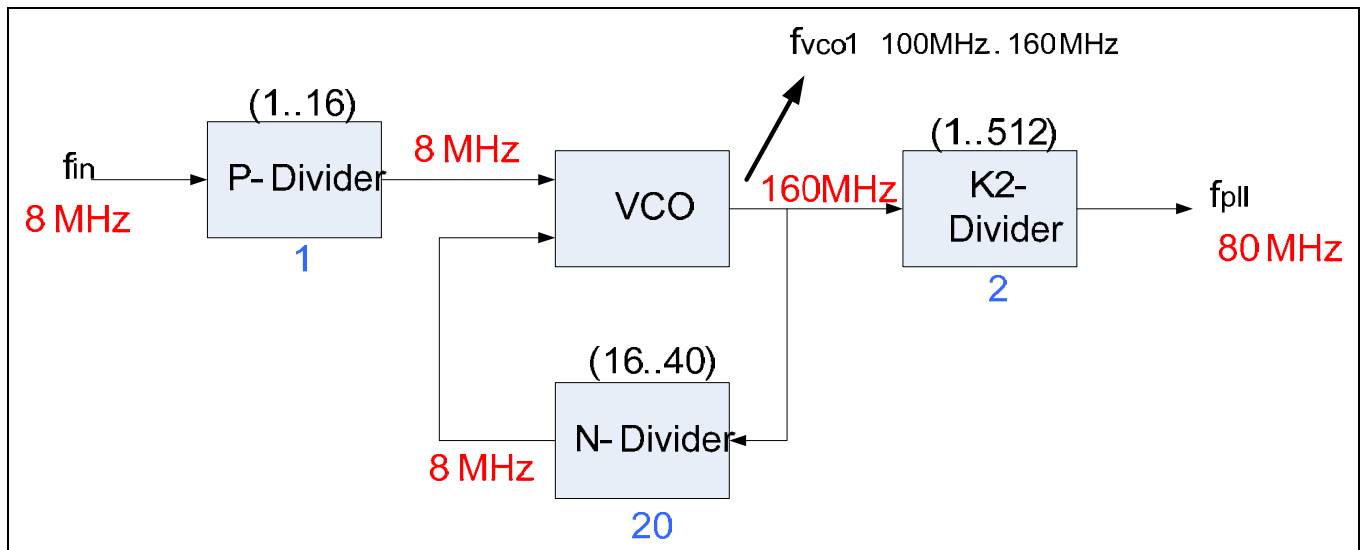 fvco1 100MHz . 160MHz
(1..16)
(1..512)
fin
8 MHz
P- Divider
1
8 MHz
VCO
160MHz
K2-
Divider
2
fpll
80 MHz
(16..40)
N- Divider
8 MHz
20